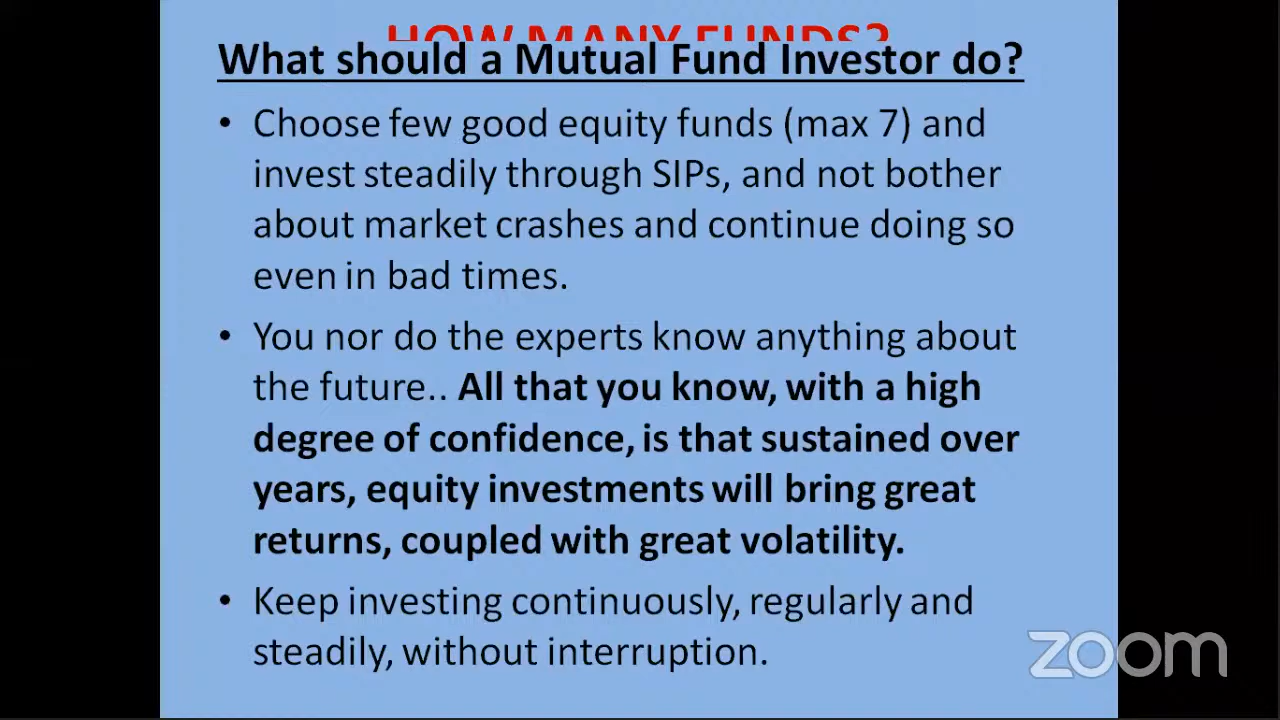 HOW MANY FUNDS?
What should a Mutual Fund Investor do?
• Choose few good equity funds (max 7) and
invest steadily through SIPs, and not bother
about market crashes and continue doing so
even in bad times.
• You nor do the experts know anything about
the future.. All that you know, with a high
degree of confidence, is that sustained over
years, equity investments will bring great
returns, coupled with great volatility.
• Keep investing continuously, regularly and
steadily, without interruption.
zoom